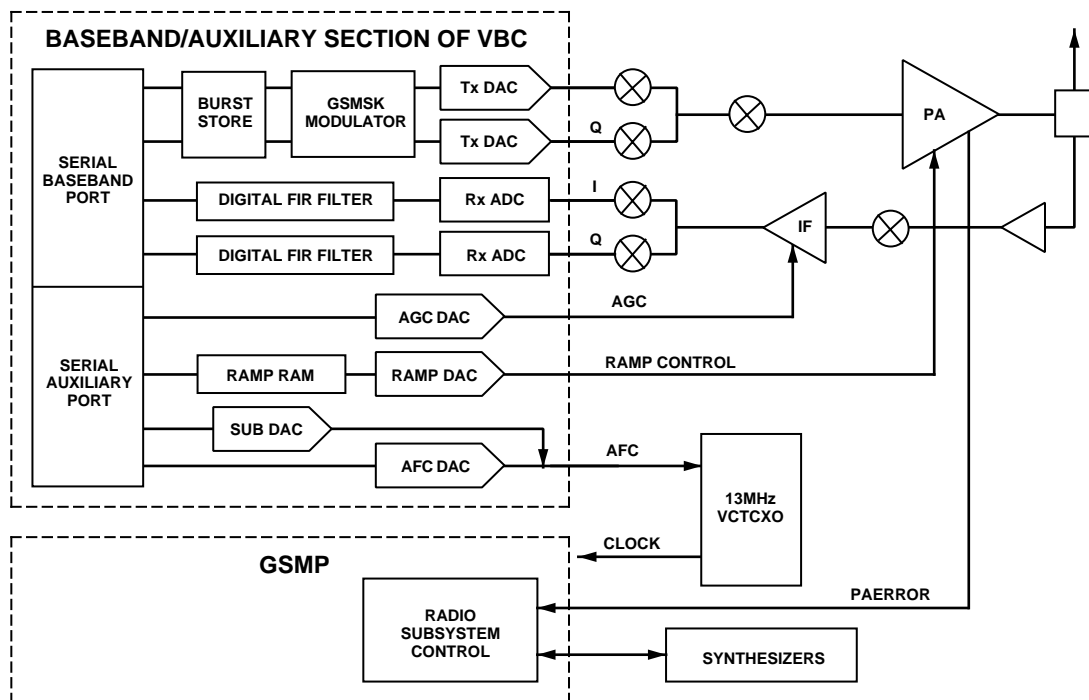 BASEBAND/AUXILIARY SECTION OF VBC
SERIAL
BASEBAND
PORT
BURST
STORE
GSMSK
MODULATOR
Tx DAC
Tx DAC
Q
PA
DIGITAL FIR FILTER
Rx ADC
I
DIGITAL FIR FILTER
Rx ADC
Q
IF
SERIAL
AUXILIARY
PORT
AGC DAC
AGC
RAMP RAM
RAMP DAC
RAMP CONTROL
SUB DAC
AFC DAC
AFC
13MHz
VCTCXO
CLOCK
GSMP
RADIO
SUBSYSTEM
CONTROL
PAERROR
SYNTHESIZERS